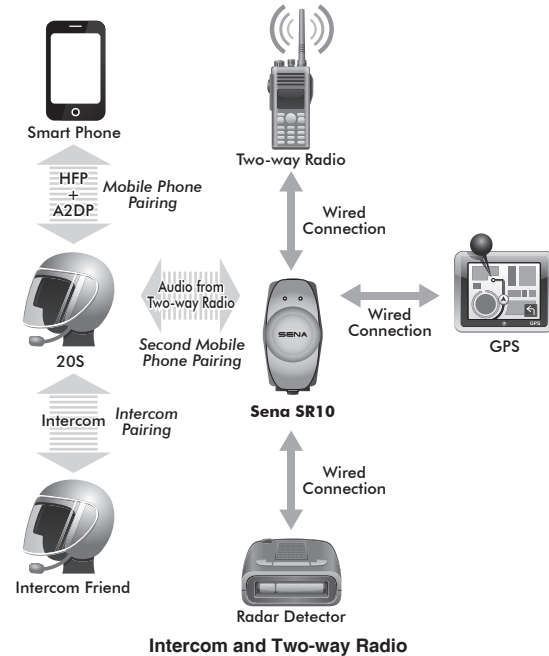 Smart Phone
Two-way Radio
HFP
+
A2DP
Mobile Phone
Pairing
Wired
Connection
Audio from
Two-way Radio
SENA
Wired
Connection
GPS
GPS
20S
Second Mobile
Phone Pairing
Sena SR10
Intercom
Intercom
Pairing
Wired
Connection
Intercom Friend
Radar Detector
Intercom and Two-way Radio